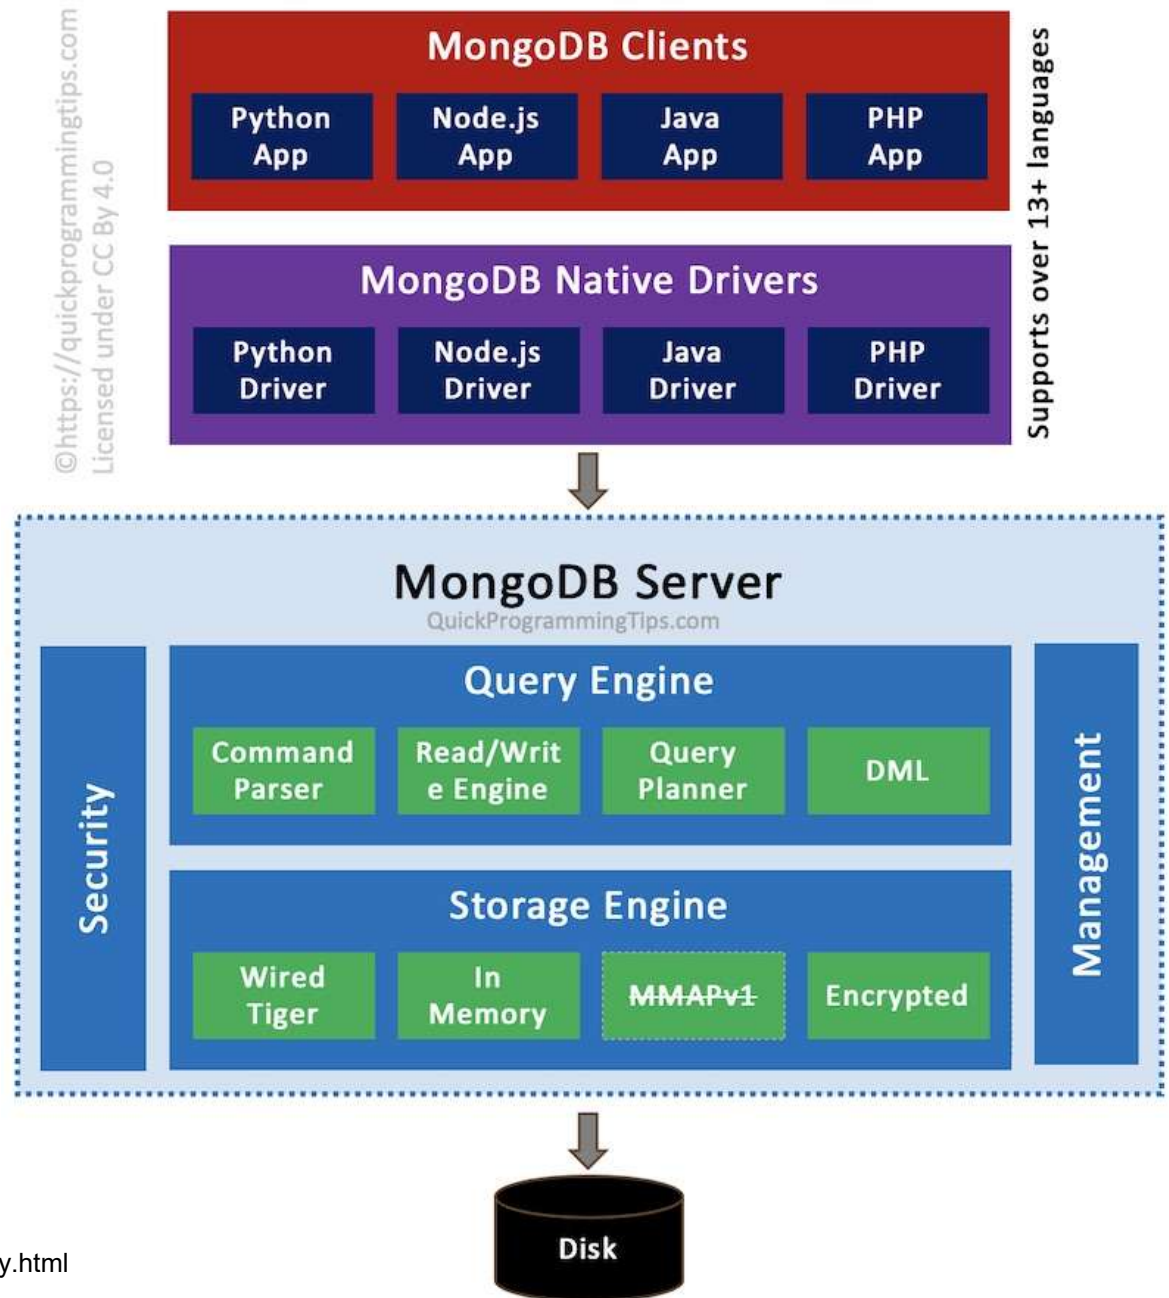 ©https://quickprogrammingtips.com
Licensed under CC By 4.0
MongoDB Clients
Python
App
Node.js
App
Java
App
PHP
App
Supports over 13+ languages
MongoDB Native Drivers
Python
Driver
Node.js
Driver
Java
Driver
PHP
Driver
MongoDB Server
QuickProgrammingTips.com
Security
Query Engine
Command
Parser
Read/Writ
e Engine
Query
Planner
DML
Storage Engine
Wired
Tiger
In
Memory
MMAPv1
Encrypted
Management
Disk
y.html